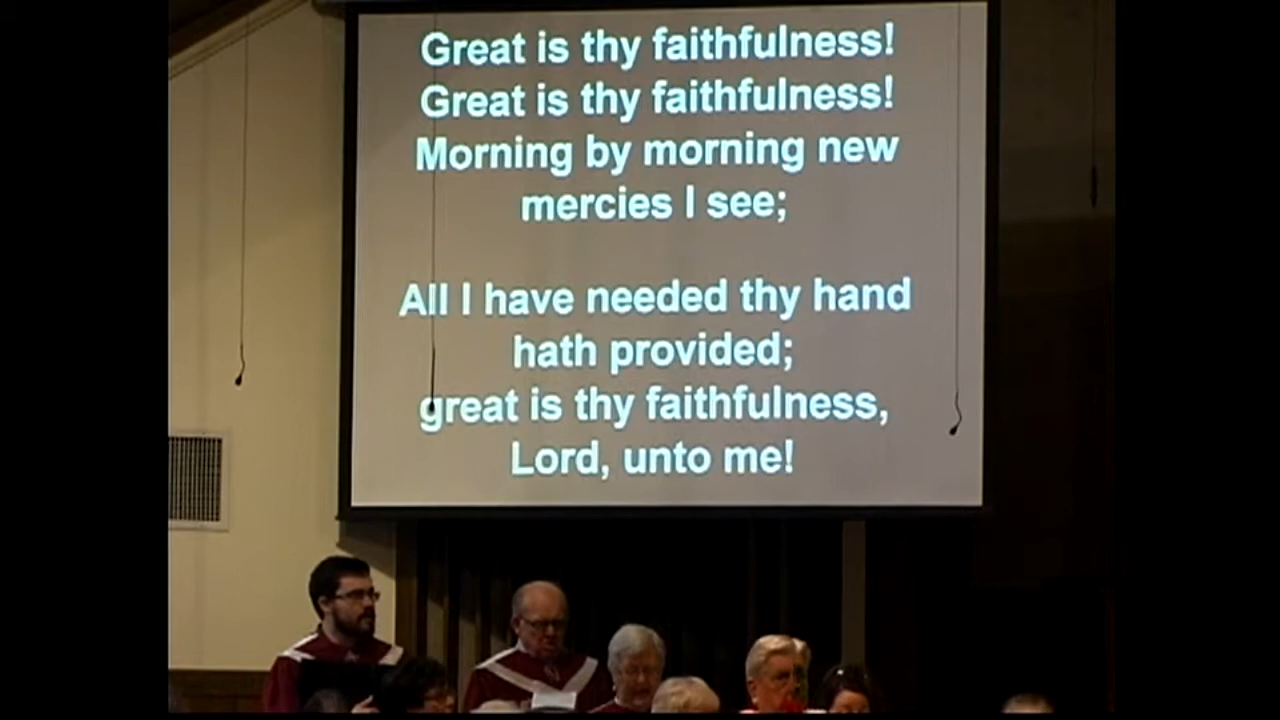 Great is thy faithfulness!
Great is thy faithfulness!
Morning by morning new
mercies I see;
All I have needed thy hand
hath provided;
great is thy faithfulness,
Lord, unto me!